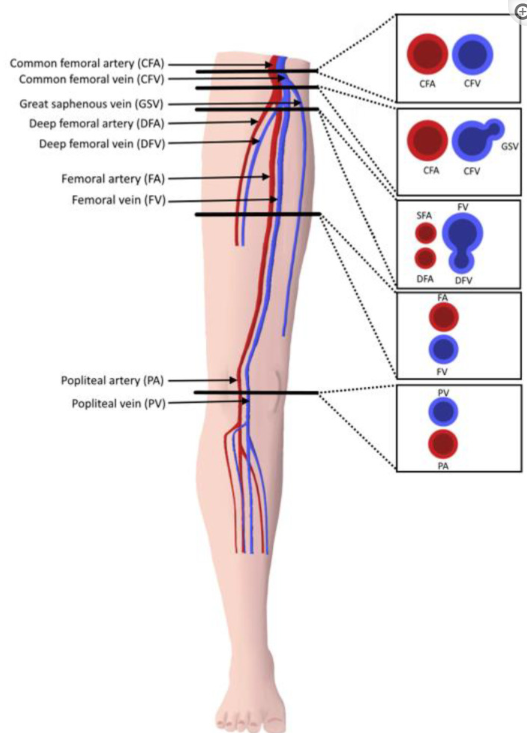 Common femoral artery (CFA)
Common femoral vein (CFV)
Great saphenous vein (GSV)
Deep femoral artery (DFA)
Deep femoral vein (DFV)
Femoral artery (FA)
Femoral vein (FV)
Popliteal artery (PA)
Popliteal vein (PV)
CFA CFV
GSV
CFA CFV
SFA FV
DFA DFV
FA
FV
PV
PA